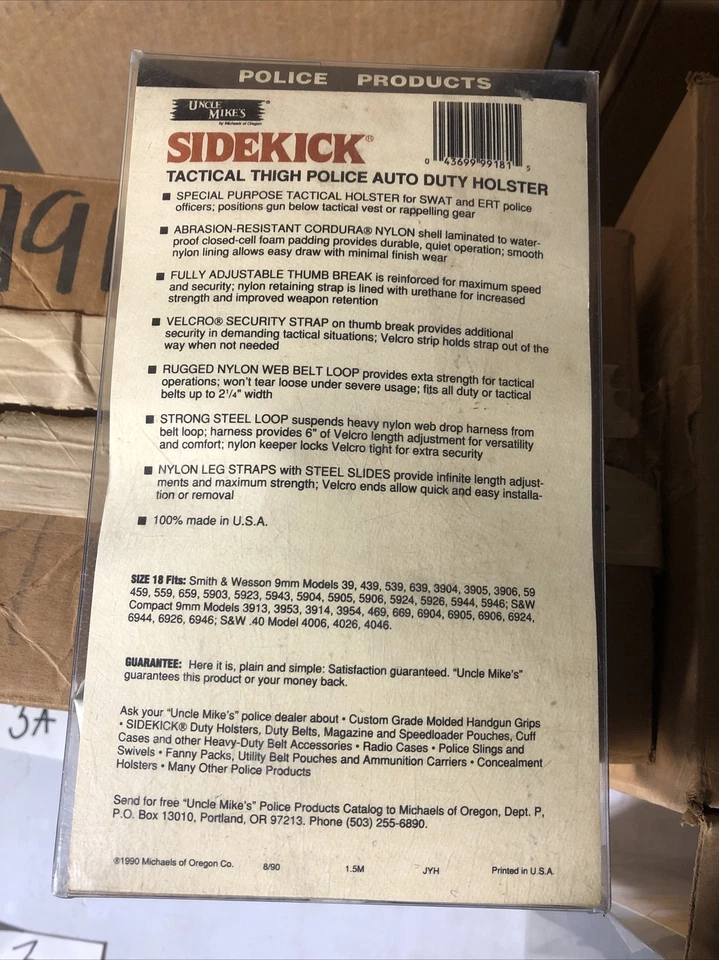 POLICE PRODUCTS
UNCLE
MIKE'S
by Michaels of Oregon
SIDEKICK®
0 43699 99181 5
TACTICAL THIGH POLICE AUTO DUTY HOLSTER
■ SPECIAL PURPOSE TACTICAL HOLSTER for SWAT and ERT police
officers; positions gun below tactical vest or rappelling gear
■ ABRASION-RESISTANT CORDURA® NYLON shell laminated to water-
proof closed-cell foam padding provides durable, quiet operation; smooth
nylon lining allows easy draw with minimal finish wear
■ FULLY ADJUSTABLE THUMB BREAK is reinforced for maximum speed
and security; nylon retaining strap is lined with urethane for increased
strength and improved weapon retention
■ VELCRO® SECURITY STRAP on thumb break provides additional
security in demanding tactical situations; Velcro strip holds strap out of the
way when not needed
■ RUGGED NYLON WEB BELT LOOP provides exta strength for tactical
operations; won't tear loose under severe usage; fits all duty or tactical
belts up to 2¼" width
■ STRONG STEEL LOOP suspends heavy nylon web drop harness from
belt loop; harness provides 6" of Velcro length adjustment for versatility
and comfort; nylon keeper locks Velcro tight for extra security
■ NYLON LEG STRAPS with STEEL SLIDES provide infinite length adjust-
ments and maximum strength; Velcro ends allow quick and easy installa-
tion or removal
■ 100% made in U.S.A.
SIZE 18 Fits: Smith & Wesson 9mm Models 39, 439, 539, 639, 3904, 3905, 3906, 59
459, 559, 659, 5903, 5923, 5943, 5904, 5905, 5906, 5924, 5926, 5944, 5946; S&W
Compact 9mm Models 3913, 3953, 3914, 3954, 469, 669, 6904, 6905, 6906, 6924,
6944, 6926, 6946; S&W .40 Model 4006, 4026, 4046.
GUARANTEE: Here it is, plain and simple: Satisfaction guaranteed. "Uncle Mike's"
guarantees this product or your money back.
Ask your "Uncle Mike's" police dealer about • Custom Grade Molded Handgun Grips
• SIDEKICK® Duty Holsters, Duty Belts, Magazine and Speedloader Pouches, Cuff
Cases and other Heavy-Duty Belt Accessories • Radio Cases • Police Slings and
Swivels • Fanny Packs, Utility Belt Pouches and Ammunition Carriers • Concealment
Holsters • Many Other Police Products
Send for free "Uncle Mike's" Police Products Catalog to Michaels of Oregon, Dept. P,
P.O. Box 13010, Portland, OR 97213. Phone (503) 255-6890.
©1990 Michaels of Oregon Co. 8/90 1.5M JYH Printed in U.S.A.
3A